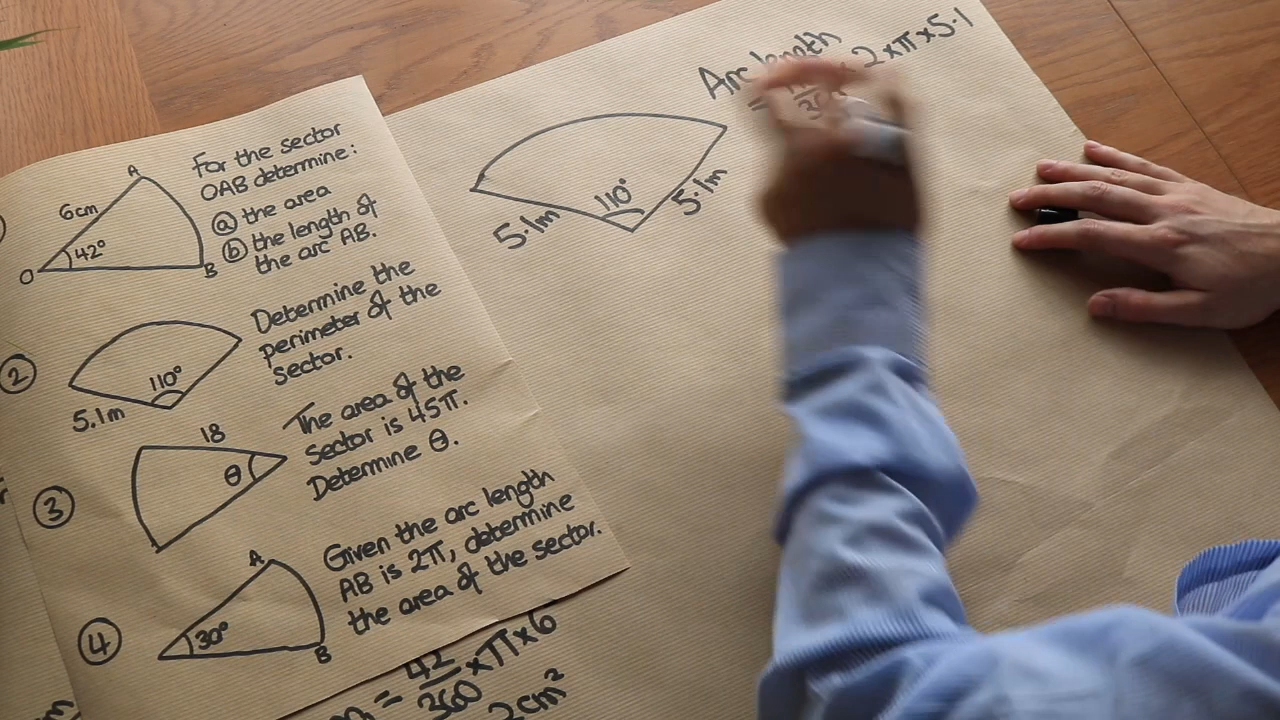 A
6cm
42°
O
B
For the sector
OAB determine:
(a) the area
(b) the length of
the arc AB.
2
110°
5.1m
Determine the
perimeter of the
sector.
3
18
θ
The area of the
sector is 45π.
Determine θ.
4
A
30°
B
Given the arc length
AB is 2π, determine
the area of the sector.
= 42/360 × π × 6
2cm²
110°
5.1m
5.1m
Arc length
= 2 × π × 5.1